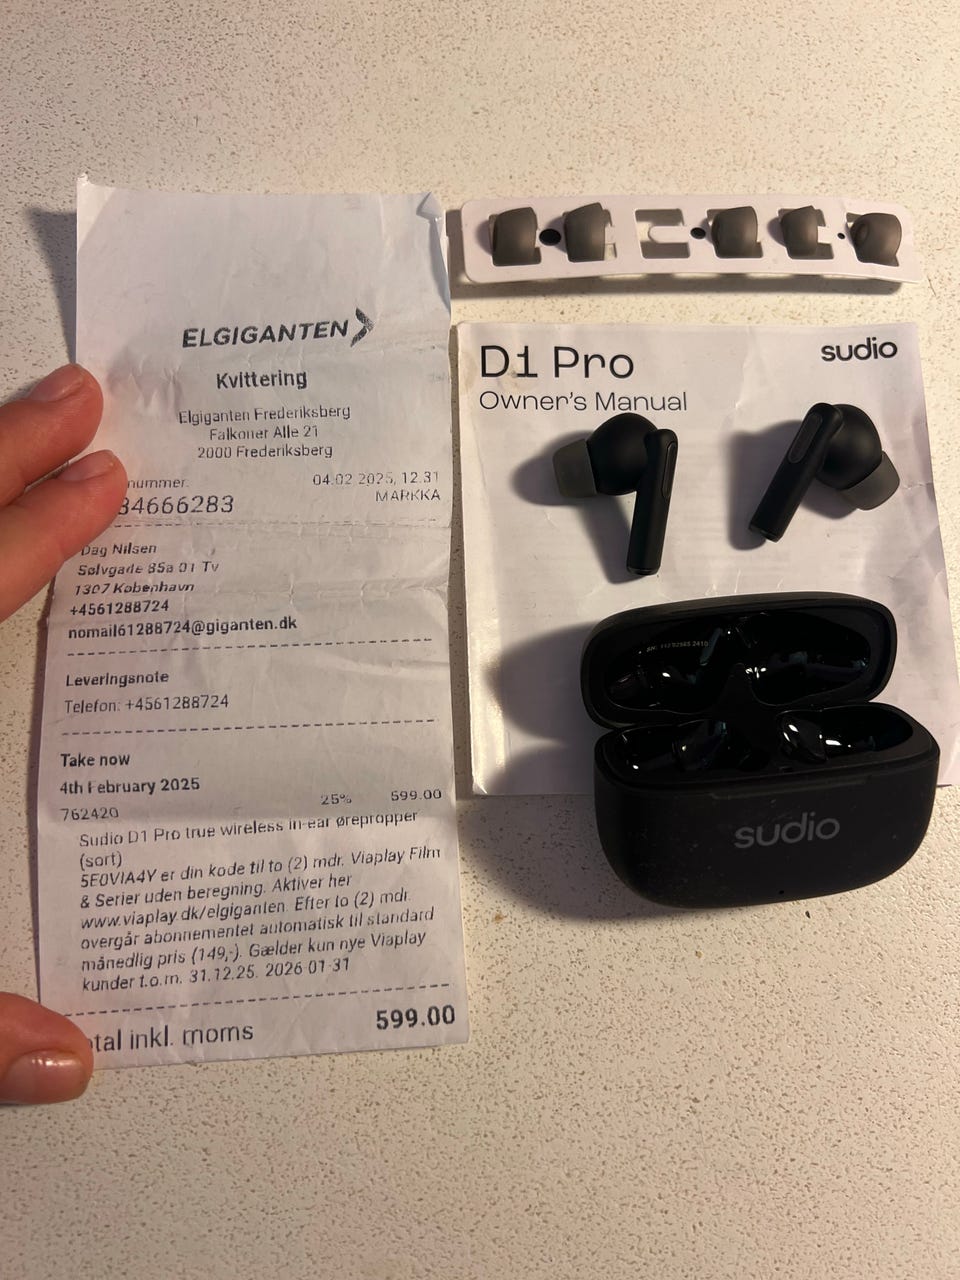 ELGIGANTEN
Kvittering
Elgiganten Frederiksberg
Falkoner Alle 21
2000 Frederiksberg
nummer:
04.02 2025, 12.31
34666283
MARKKA
Dag Nilsen
Sølvgade 85a 01 Tv
1307 København
+4561288724
nomail61288724@giganten.dk
Leveringsnote
Telefon: +4561288724
Take now
4th February 2025
762420 25% 599.00
Sudio D1 Pro true wireless in-ear ørepropper
(sort)
5E0VIA4Y er din kode til to (2) mdr. Viaplay Film
& Serier uden beregning. Aktiver her
www.viaplay.dk/elgiganten. Efter to (2) mdr.
overgår abonnementet automatisk til standard
månedlig pris (149,-). Gælder kun nye Viaplay
kunder t.o.m. 31.12.25. 2026-01-31
tal inkl. moms 599.00
D1 Pro
sudio
Owner's Manual
sudio